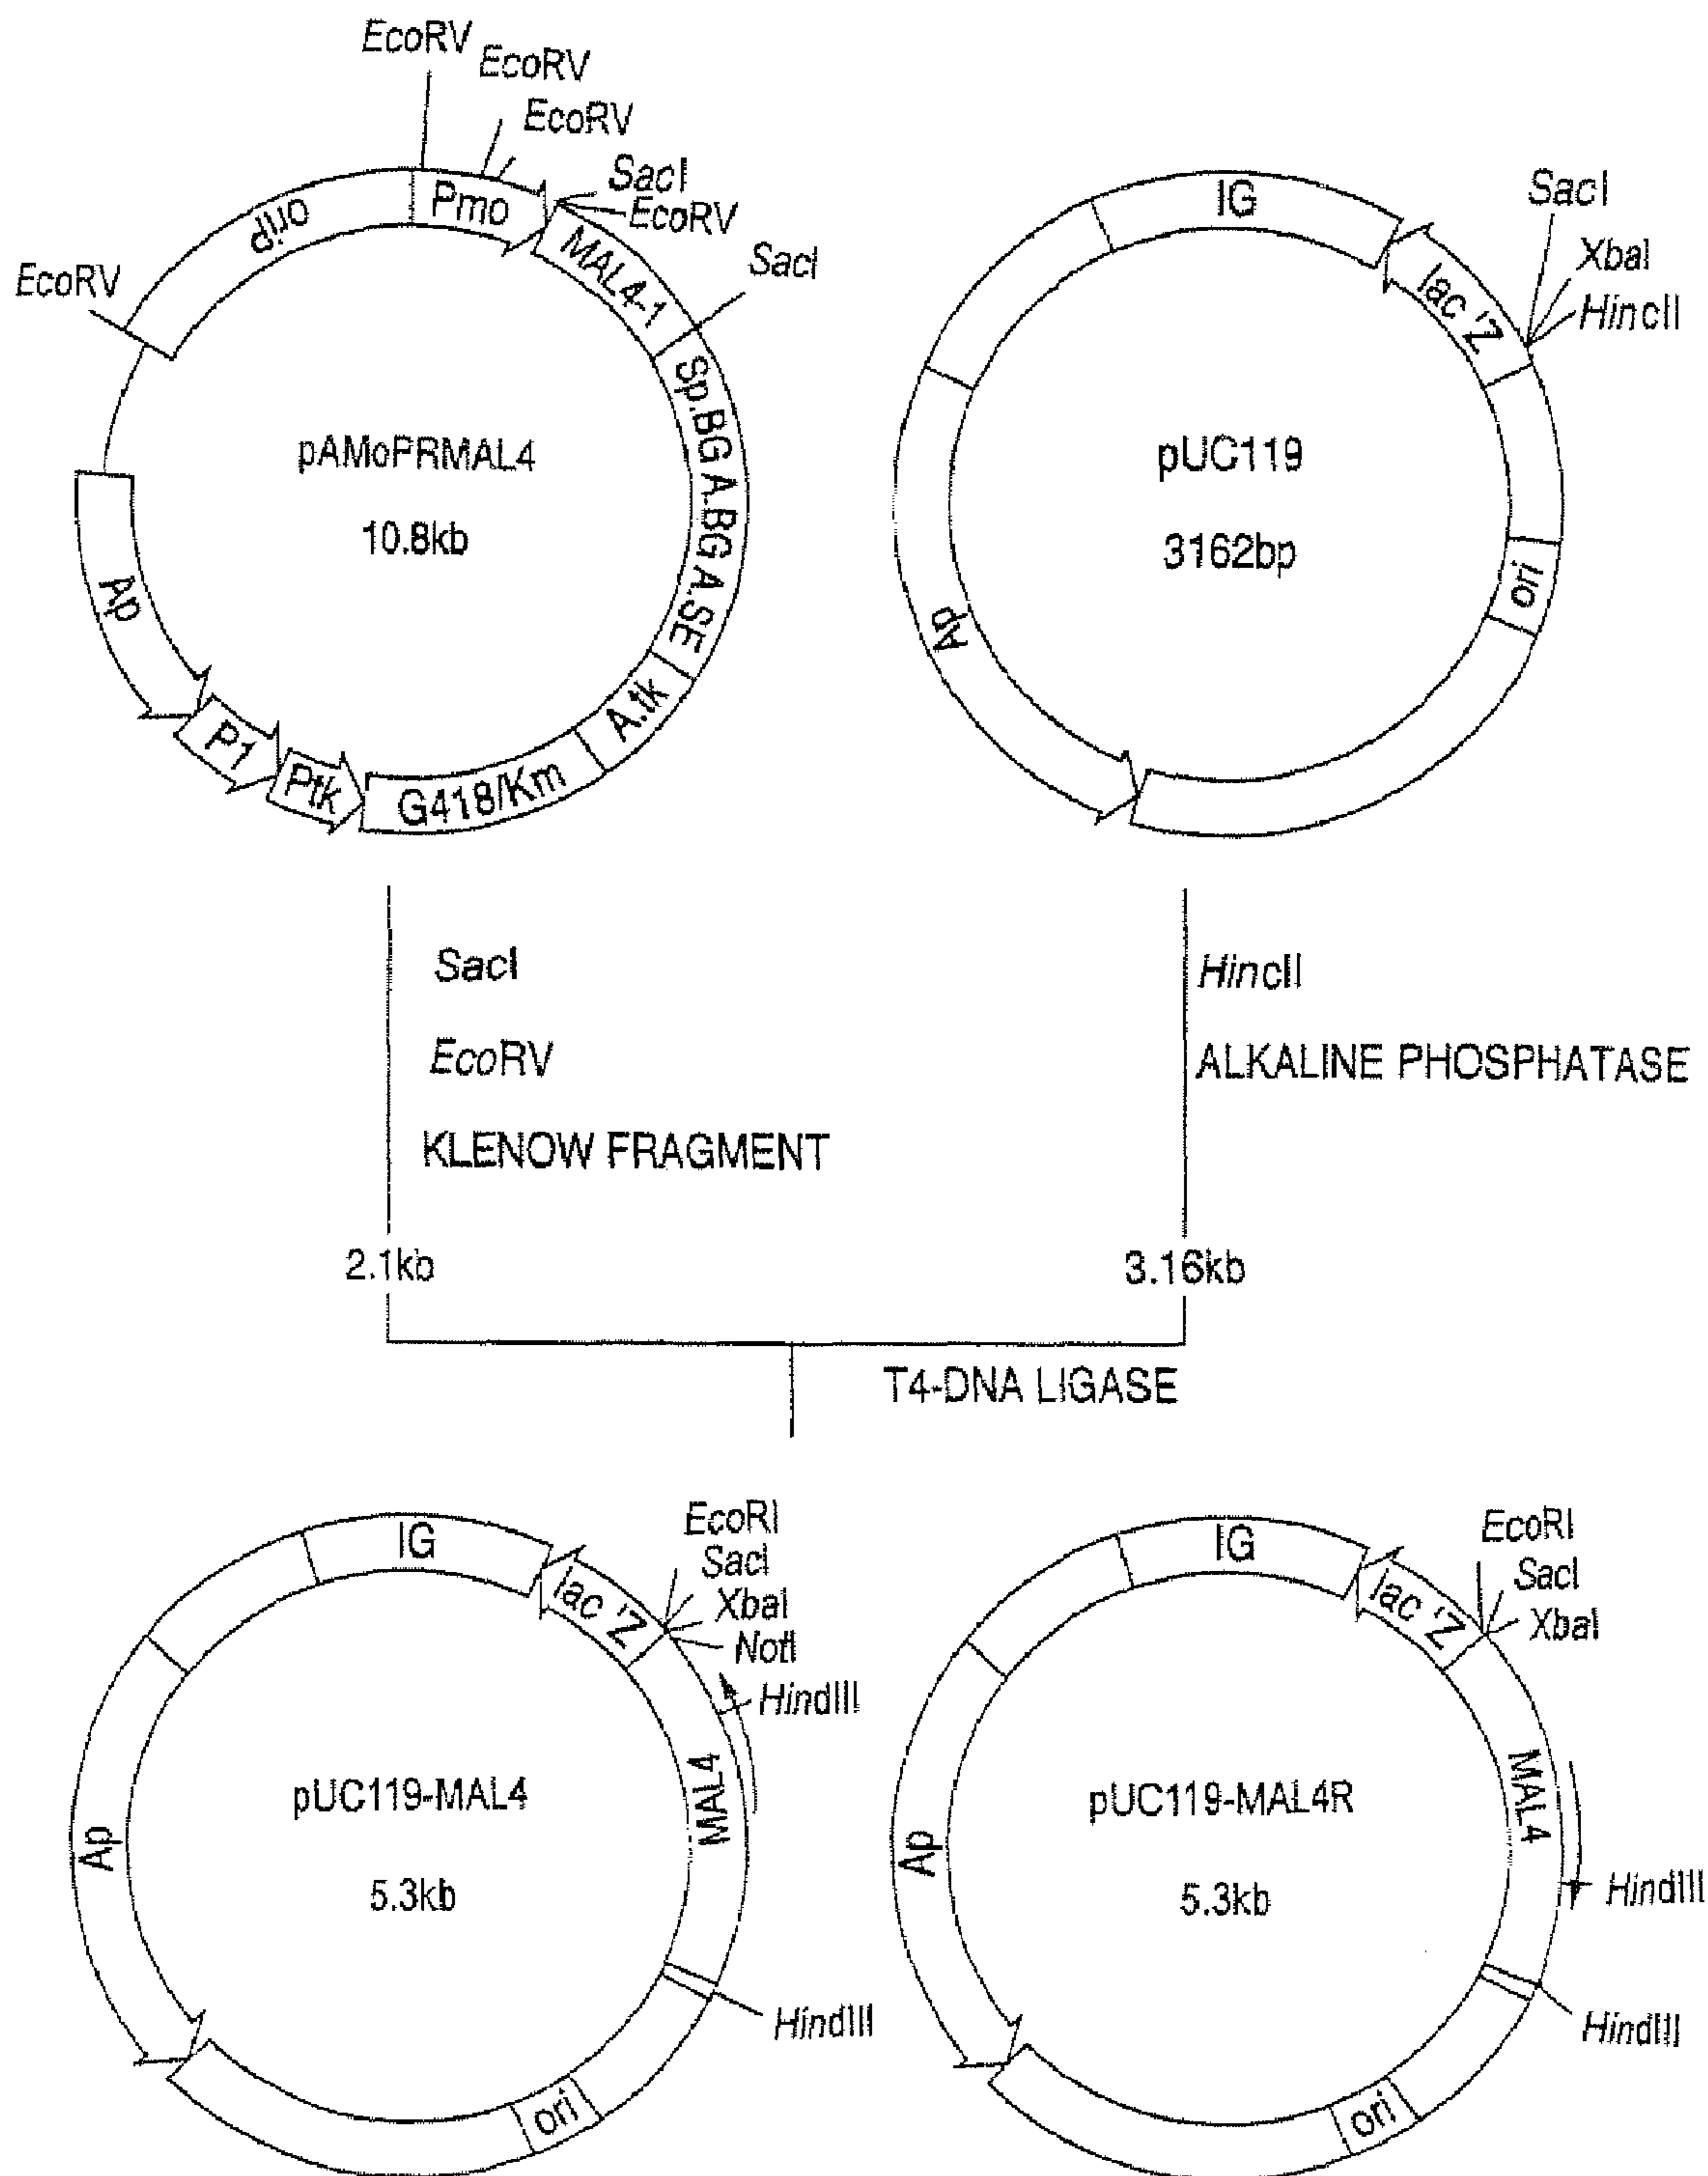 EcoRV
EcoRV
EcoRV
SacI
EcoRV
SacI
EcoRV
oriP
Pmo
MAL4-1
Sp.BG A.BG A.SE
A.tk
G418/Km
Ptk
P1
Ap
pAMoPRMAL4
10.8kb
IG
lac 'Z
SacI
XbaI
HincII
ori
Ap
pUC119
3162bp
SacI
EcoRV
KLENOW FRAGMENT
HincII
ALKALINE PHOSPHATASE
2.1kb
3.16kb
T4-DNA LIGASE
IG
lac 'Z
EcoRI
SacI
XbaI
NotI
HindIII
MAL4
HindIII
ori
Ap
pUC119-MAL4
5.3kb
IG
lac 'Z
EcoRI
SacI
XbaI
MAL4
HindIII
HindIII
ori
Ap
pUC119-MAL4R
5.3kb